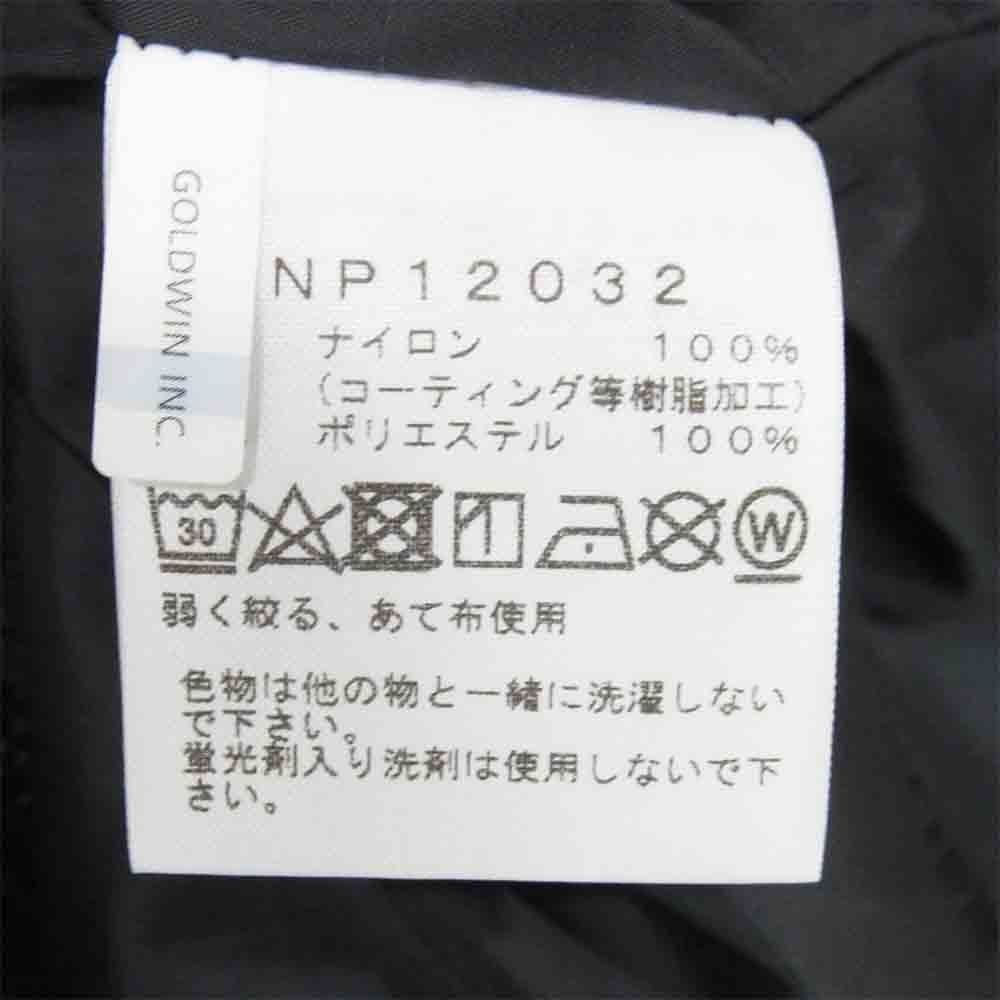 GOLDWIN INC.
NP12032
ナイロン 100%
(コーティング等樹脂加工)
ポリエステル 100%
30
W
弱く絞る、あて布使用
色物は他の物と一緒に洗濯しない
で下さい。
蛍光剤入り洗剤は使用しないで下
さい。